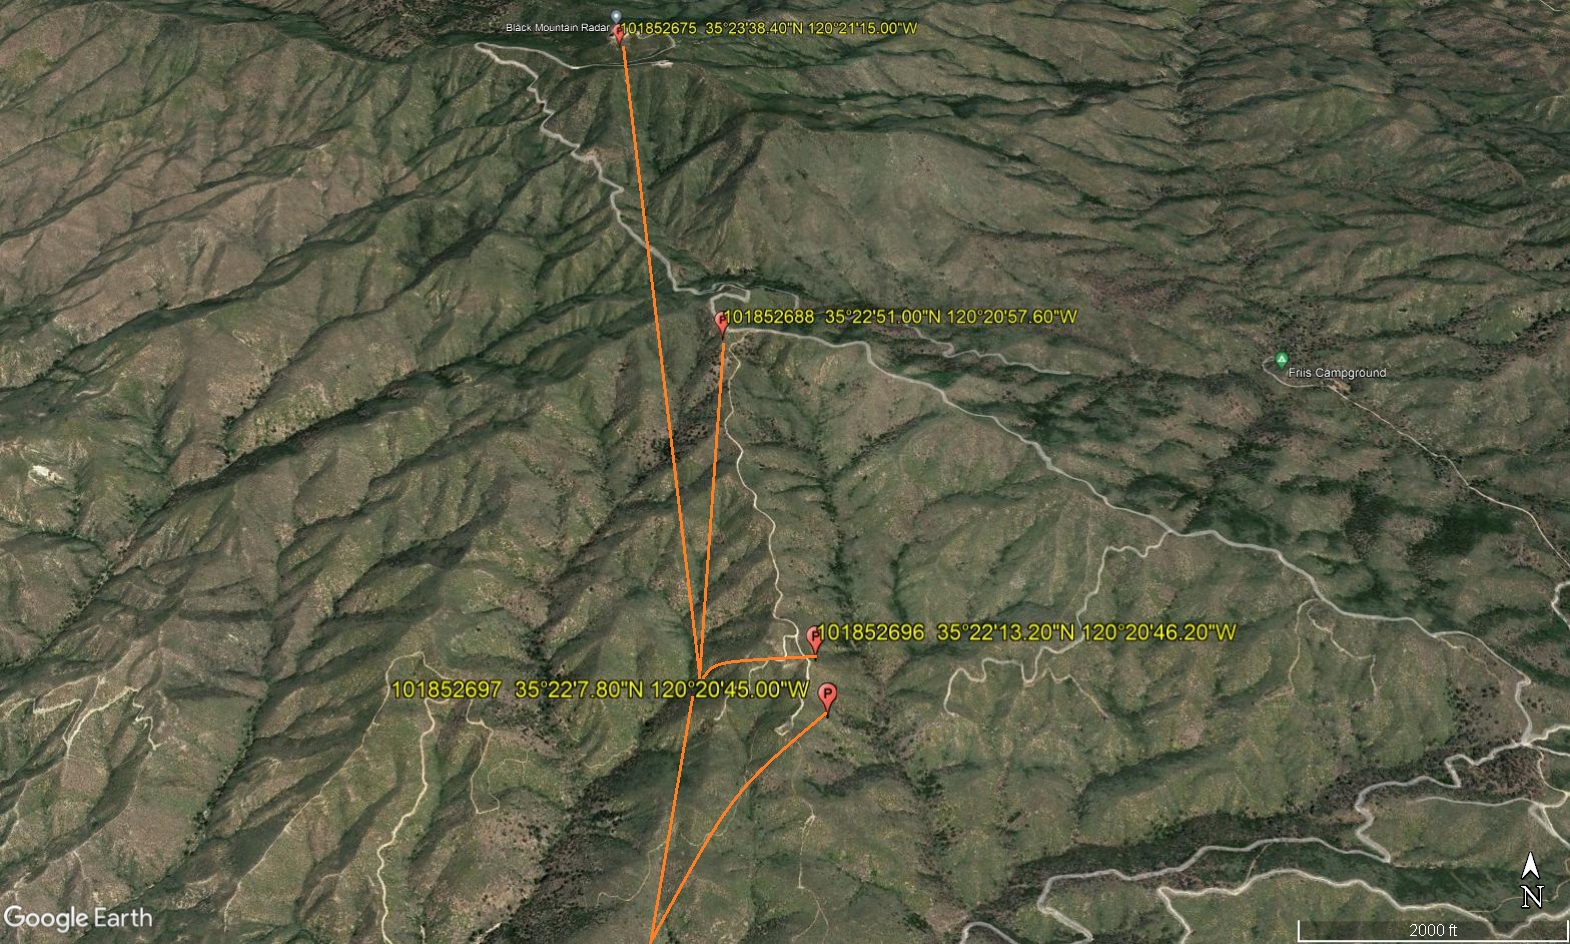 Black Mountain Radar
101852675 35°23'38.40"N 120°21'15.00"W
101852688 35°22'51.00"N 120°20'57.60"W
Friis Campground
101852696 35°22'13.20"N 120°20'46.20"W
101852697 35°22'7.80"N 120°20'45.00"W
P
N
Google Earth
2000 ft